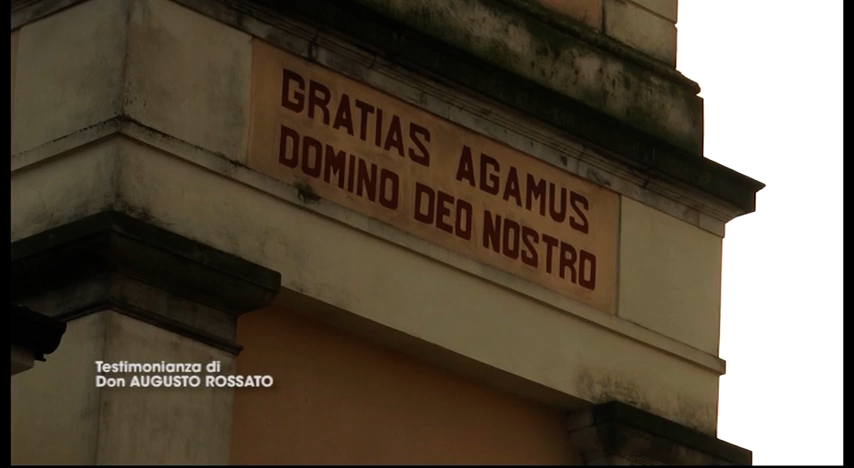 GRATIAS AGAMUS
DOMINO DEO NOSTRO
Testimonianza di
Don AUGUSTO ROSSATO